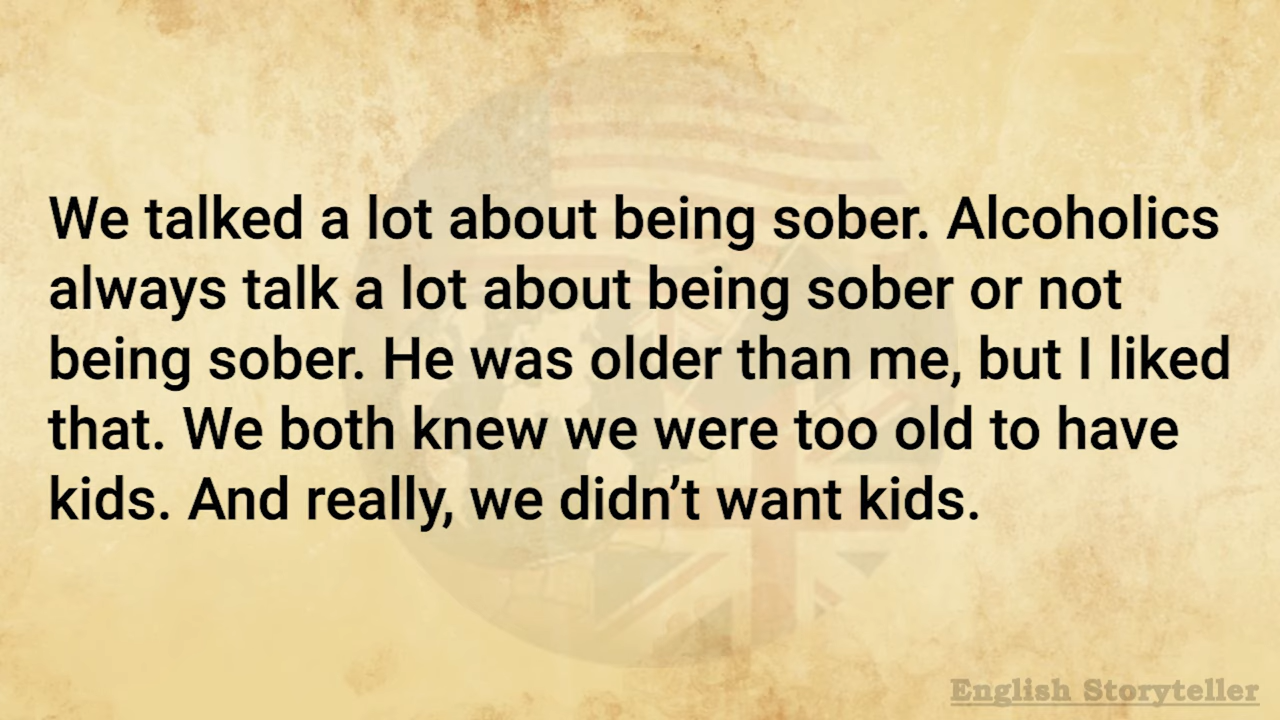 We talked a lot about being sober. Alcoholics
always talk a lot about being sober or not
being sober. He was older than me, but I liked
that. We both knew we were too old to have
kids. And really, we didn’t want kids.
English Storyteller